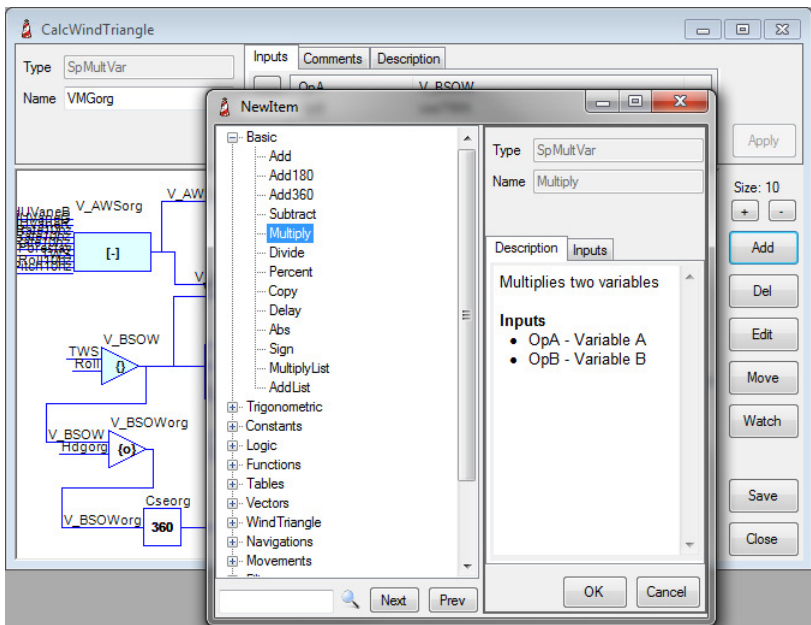 CalcWindTriangle
Type SpMultVar
Name VMGorg
Inputs Comments Description
OpA V_BSOW
Apply
Size: 10
+ -
Add
Del
Edit
Move
Watch
Save
Close
V_AWSorg
[-]
V_BSOW
TWS
Roll
{}
V_BSOWorg
V_BSOW
Hdgorg
{o}
Cseorg
V_BSOWorg
360
NewItem
Basic
Add
Add180
Add360
Subtract
Multiply
Divide
Percent
Copy
Delay
Abs
Sign
MultiplyList
AddList
Trigonometric
Constants
Logic
Functions
Tables
Vectors
WindTriangle
Navigations
Movements
Next Prev
Type SpMultVar
Name Multiply
Description Inputs
Multiplies two variables
Inputs
• OpA - Variable A
• OpB - Variable B
OK Cancel